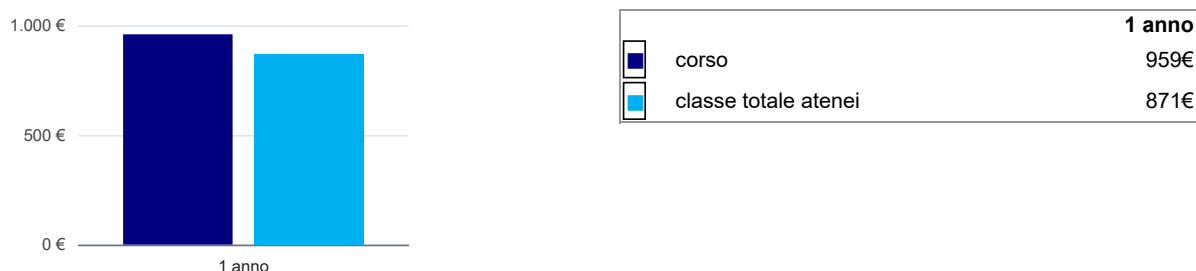 1.000 €
500 €
0 €
1 anno
1 anno
corso 959€
classe totale atenei 871€